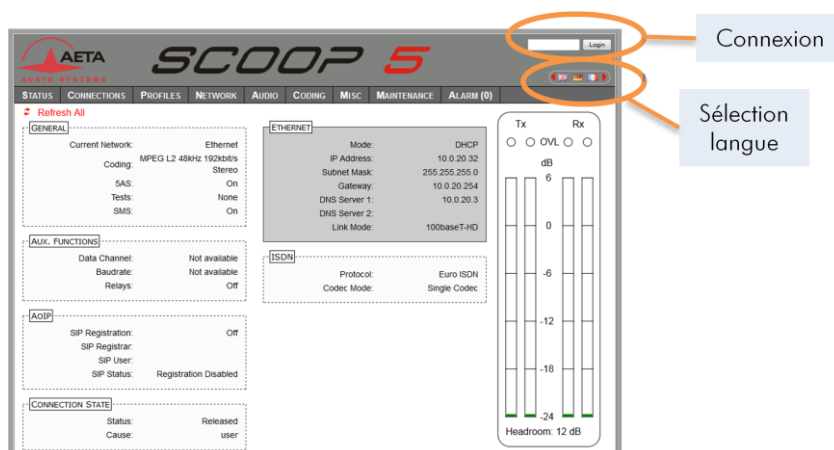 AETA
AUDIO SYSTEMS
SCOOP 5
Login
Connexion
Sélection
langue
STATUS CONNECTIONS PROFILES NETWORK AUDIO CODING MISC MAINTENANCE ALARM (0)
Refresh All
GENERAL
Current Network: Ethernet
Coding: MPEG L2 48kHz 192kbit/s
Stereo
5AS: On
Tests: None
SMS: On
AUX. FUNCTIONS
Data Channel: Not available
Baudrate: Not available
Relays: Off
AOIP
SIP Registration: Off
SIP Registrar:
SIP User:
SIP Status: Registration Disabled
CONNECTION STATE
Status: Released
Cause: user
ETHERNET
Mode: DHCP
IP Address: 10.0.20.32
Subnet Mask: 255.255.255.0
Gateway: 10.0.20.254
DNS Server 1: 10.0.20.3
DNS Server 2:
Link Mode: 100baseT-HD
ISDN
Protocol: Euro ISDN
Codec Mode: Single Codec
Tx Rx
OVL
dB
6
0
-6
-12
-18
-24
Headroom: 12 dB